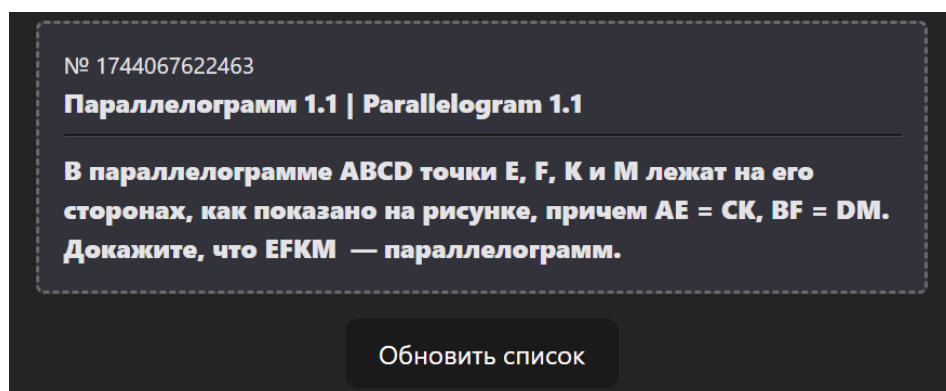 № 1744067622463
Параллелограмм 1.1 | Parallelogram 1.1
В параллелограмме ABCD точки E, F, K и M лежат на его
сторонах, как показано на рисунке, причем AE = CK, BF = DM.
Докажите, что EFKM — параллелограмм.
Обновить список